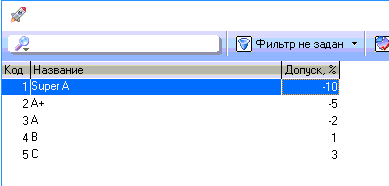 Фильтр не задан
Код Название Допуск, %
1 Super A -10
2 A+ -5
3 A -2
4 B 1
5 C 3